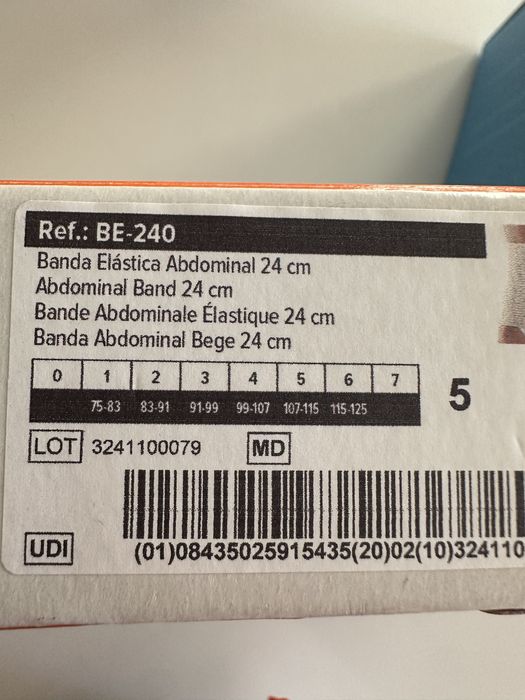 Ref.: BE-240
Banda Elástica Abdominal 24 cm
Abdominal Band 24 cm
Bande Abdominale Élastique 24 cm
Banda Abdominal Bege 24 cm
0 1 2 3 4 5 6 7
75-83 83-91 91-99 99-107 107-115 115-125
5
LOT 3241100079 MD
UDI (01)08435025915435(20)02(10)324110